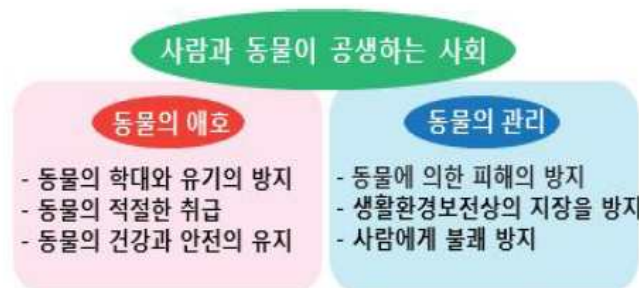 사람과 동물이 공생하는 사회
동물의 애호
- 동물의 학대와 유기의 방지
- 동물의 적절한 취급
- 동물의 건강과 안전의 유지
동물의 관리
- 동물에 의한 피해의 방지
- 생활환경보전상의 지장을 방지
- 사람에게 불쾌 방지